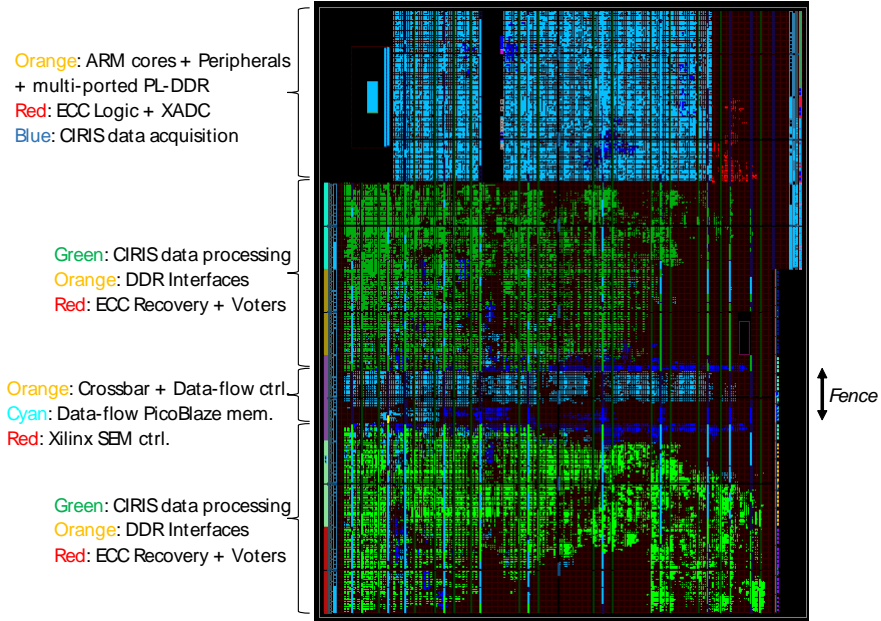 Orange: ARM cores + Peripherals
+ multi-ported PL-DDR
Red: ECC Logic + XADC
Blue: CIRIS data acquisition
Green: CIRIS data processing
Orange: DDR Interfaces
Red: ECC Recovery + Voters
Orange: Crossbar + Data-flow ctrl.
Cyan: Data-flow PicoBlaze mem.
Red: Xilinx SEM ctrl.
Fence
Green: CIRIS data processing
Orange: DDR Interfaces
Red: ECC Recovery + Voters